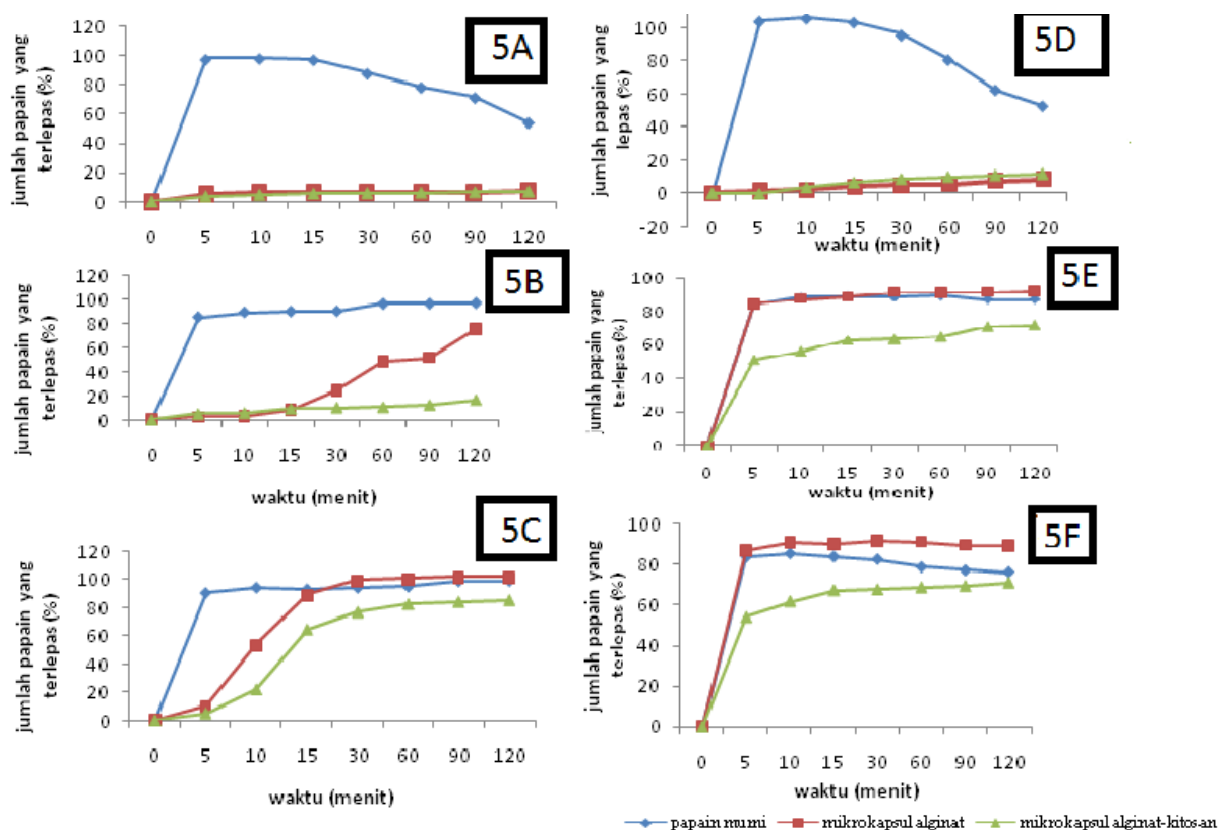 5A
jumlah papain yang
terlepas (%)
120
100
80
60
40
20
0
0 5 10 15 30 60 90 120
5D
jumlah papain yang
lepas (%)
100
80
60
40
20
0
-20
0 5 10 15 30 60 90 120
waktu (menit)
5B
jumlah papain yang
terlepas (%)
120
100
80
60
40
20
0
0 5 10 15 30 60 90 120
waktu (menit)
5E
jumlah papain yang
terlepas (%)
100
80
60
40
20
0
0 5 10 15 30 60 90 120
waktu (menit)
5C
jumlah papain yang
terlepas (%)
120
100
80
60
40
20
0
0 5 10 15 30 60 90 120
waktu (menit)
5F
jumlah papain yang
terlepas (%)
100
80
60
40
20
0
0 5 10 15 30 60 90 120
waktu (menit)
papain murni mikrokapsul alginat mikrokapsul alginat-kitosan